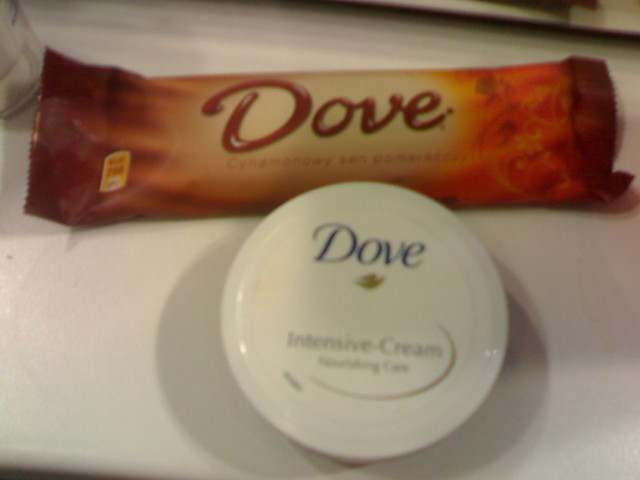 Dove
Cynamonowy sen pomarańczy
Dove
Intensive-Cream
Nourishing Care